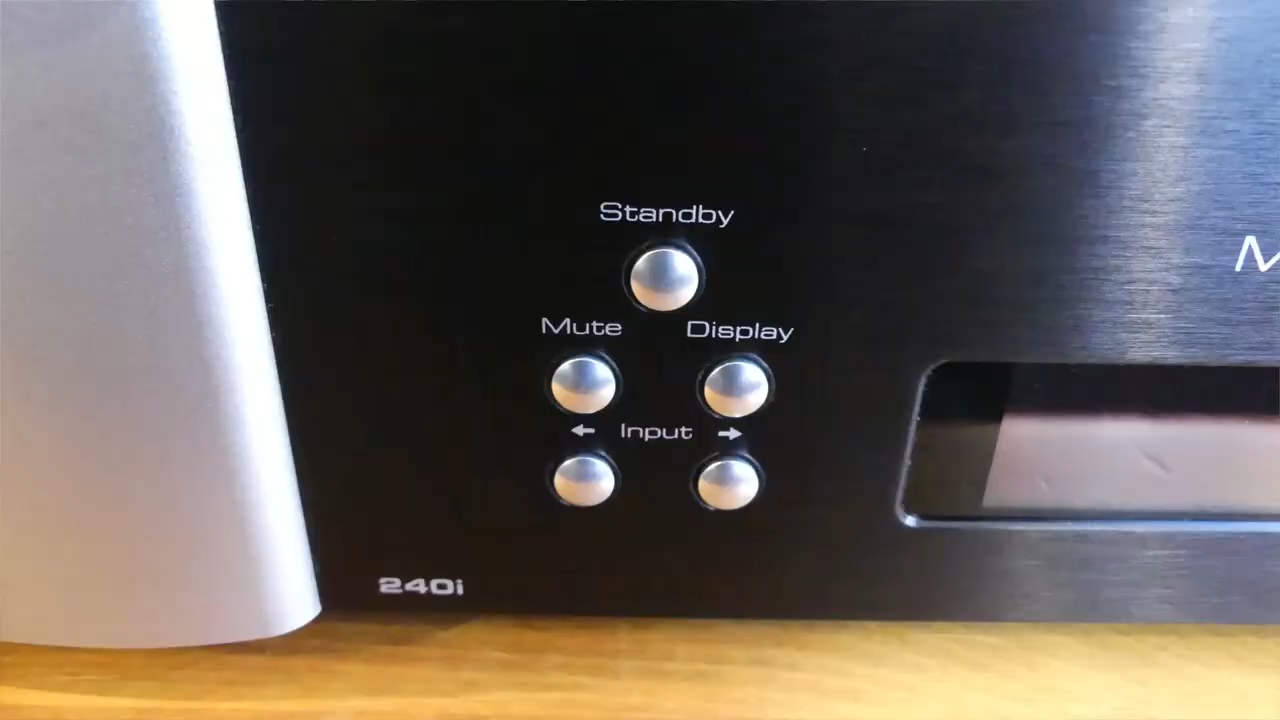 Standby
Mute Display
← Input →
240i
M